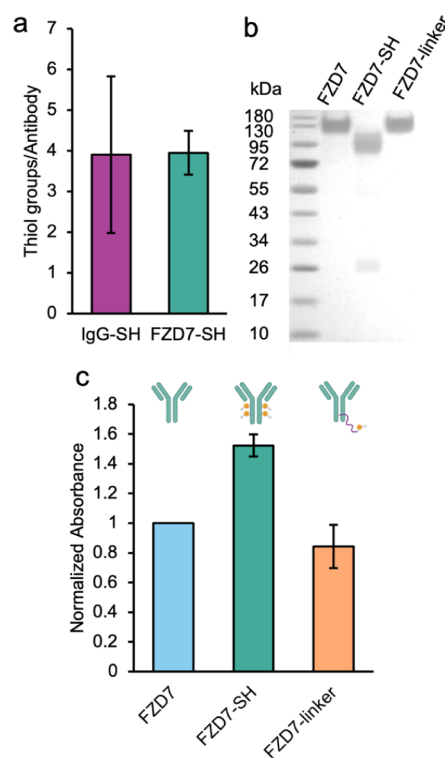 a
Thiol groups/Antibody
7
6
5
4
3
2
1
0
IgG-SH FZD7-SH
b
kDa
FZD7
FZD7-SH
FZD7-linker
180
130
95
72
55
43
34
26
17
10
c
Normalized Absorbance
1.8
1.6
1.4
1.2
1
0.8
0.6
0.4
0.2
0
FZD7
FZD7-SH
FZD7-linker